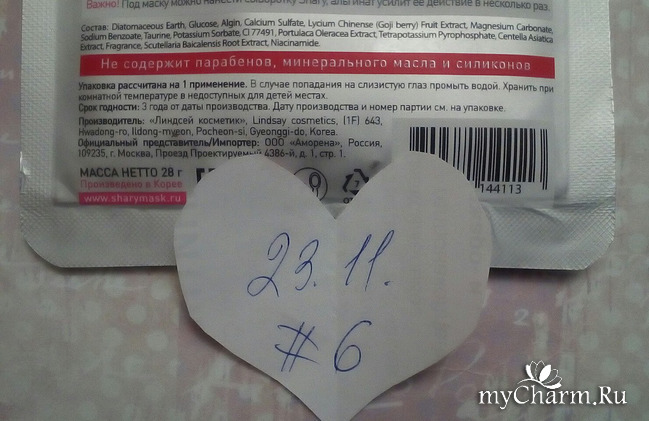 Важно! Под маску можно нанести сыворотку Shary, альгинат усилит ее действие в несколько раз.
Состав: Diatomaceous Earth, Glucose, Algin, Calcium Sulfate, Lycium Chinense (Goji berry) Fruit Extract, Magnesium Carbonate,
Sodium Benzoate, Taurine, Potassium Sorbate, CI 77491, Portulaca Oleracea Extract, Tetrapotassium Pyrophosphate, Centella Asiatica
Extract, Fragrance, Scutellaria Baicalensis Root Extract, Niacinamide.
Не содержит парабенов, минерального масла и силиконов
Упаковка рассчитана на 1 применение. В случае попадания на слизистую глаз промыть водой. Хранить при
комнатной температуре в недоступных для детей местах.
Срок годности: 3 года от даты производства. Дату производства и номер партии см. на упаковке.
Производитель: «Линдсей косметик», Lindsay cosmetics, (1F) 643,
Hwadong-ro, Ildong-myeon, Pocheon-si, Gyeonggi-do, Korea.
Официальный представитель/Импортер: ООО «Аморена», Россия,
109235, г. Москва, Проезд Проектируемый 4386-й, д. 1, стр. 1.
МАССА НЕТТО 28 г
Произведено в Корее
www.sharymask.ru
144113
23.11.
#6
myCharm.Ru